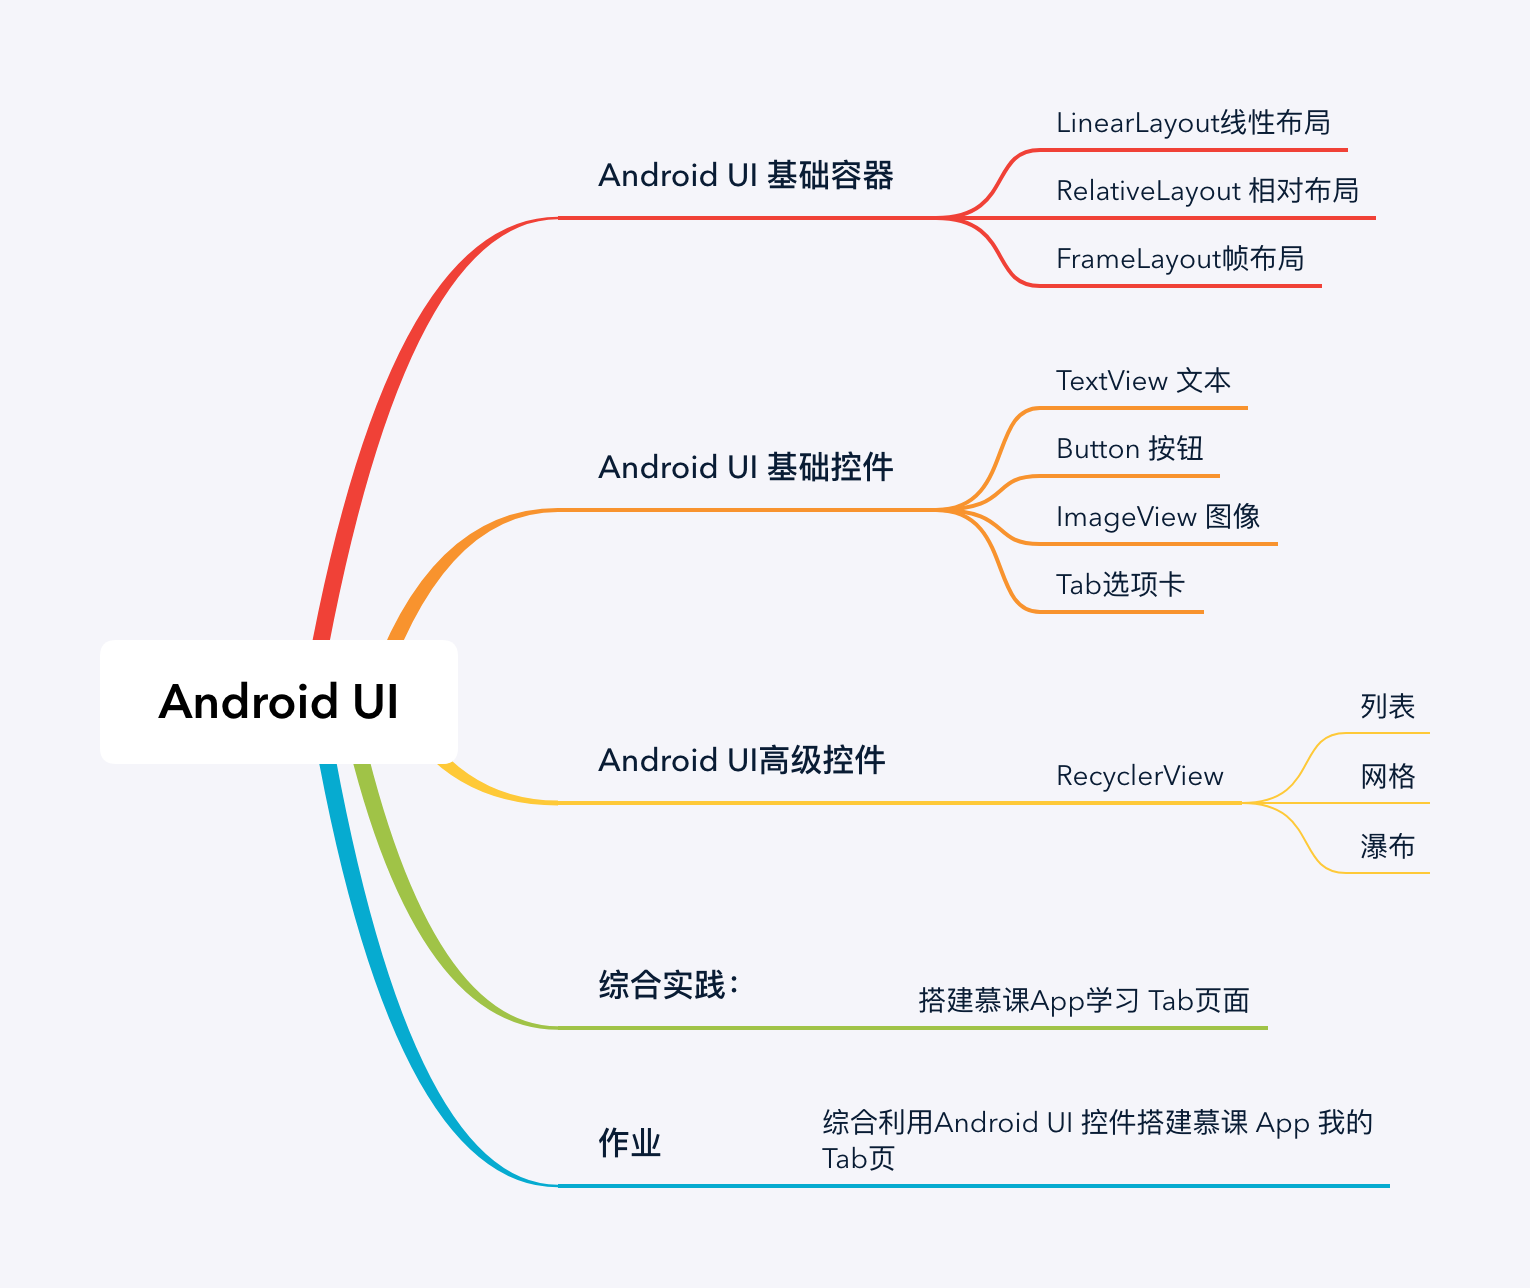 Android UI
Android UI 基础容器
LinearLayout线性布局
RelativeLayout 相对布局
FrameLayout帧布局
Android UI 基础控件
TextView 文本
Button 按钮
ImageView 图像
Tab选项卡
Android UI高级控件
RecyclerView
列表
网格
瀑布
综合实践：
搭建慕课App学习 Tab页面
作业
综合利用Android UI 控件搭建慕课 App 我的
Tab页